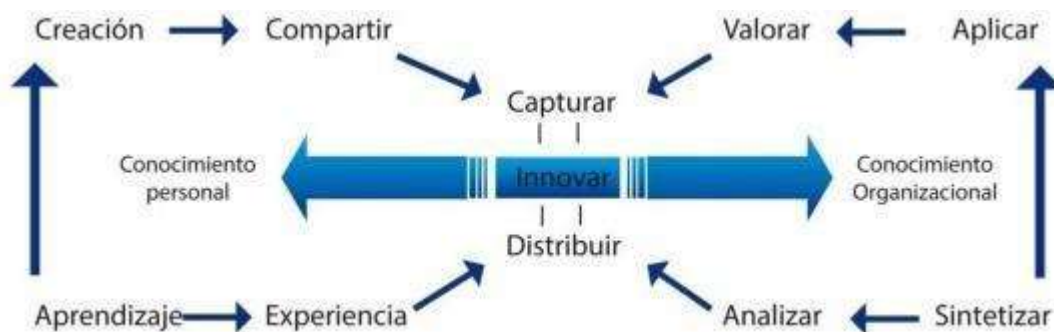 Creación
Compartir
Valorar
Aplicar
Capturar
Conocimiento
personal
Innovar
Conocimiento
Organizacional
Distribuir
Aprendizaje
Experiencia
Analizar
Sintetizar